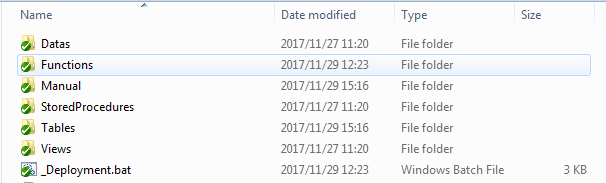 Name Date modified Type Size
Datas 2017/11/27 11:20 File folder
Functions 2017/11/29 12:23 File folder
Manual 2017/11/29 15:16 File folder
StoredProcedures 2017/11/27 11:20 File folder
Tables 2017/11/29 15:16 File folder
Views 2017/11/27 11:20 File folder
_Deployment.bat 2017/11/29 12:23 Windows Batch File 3 KB